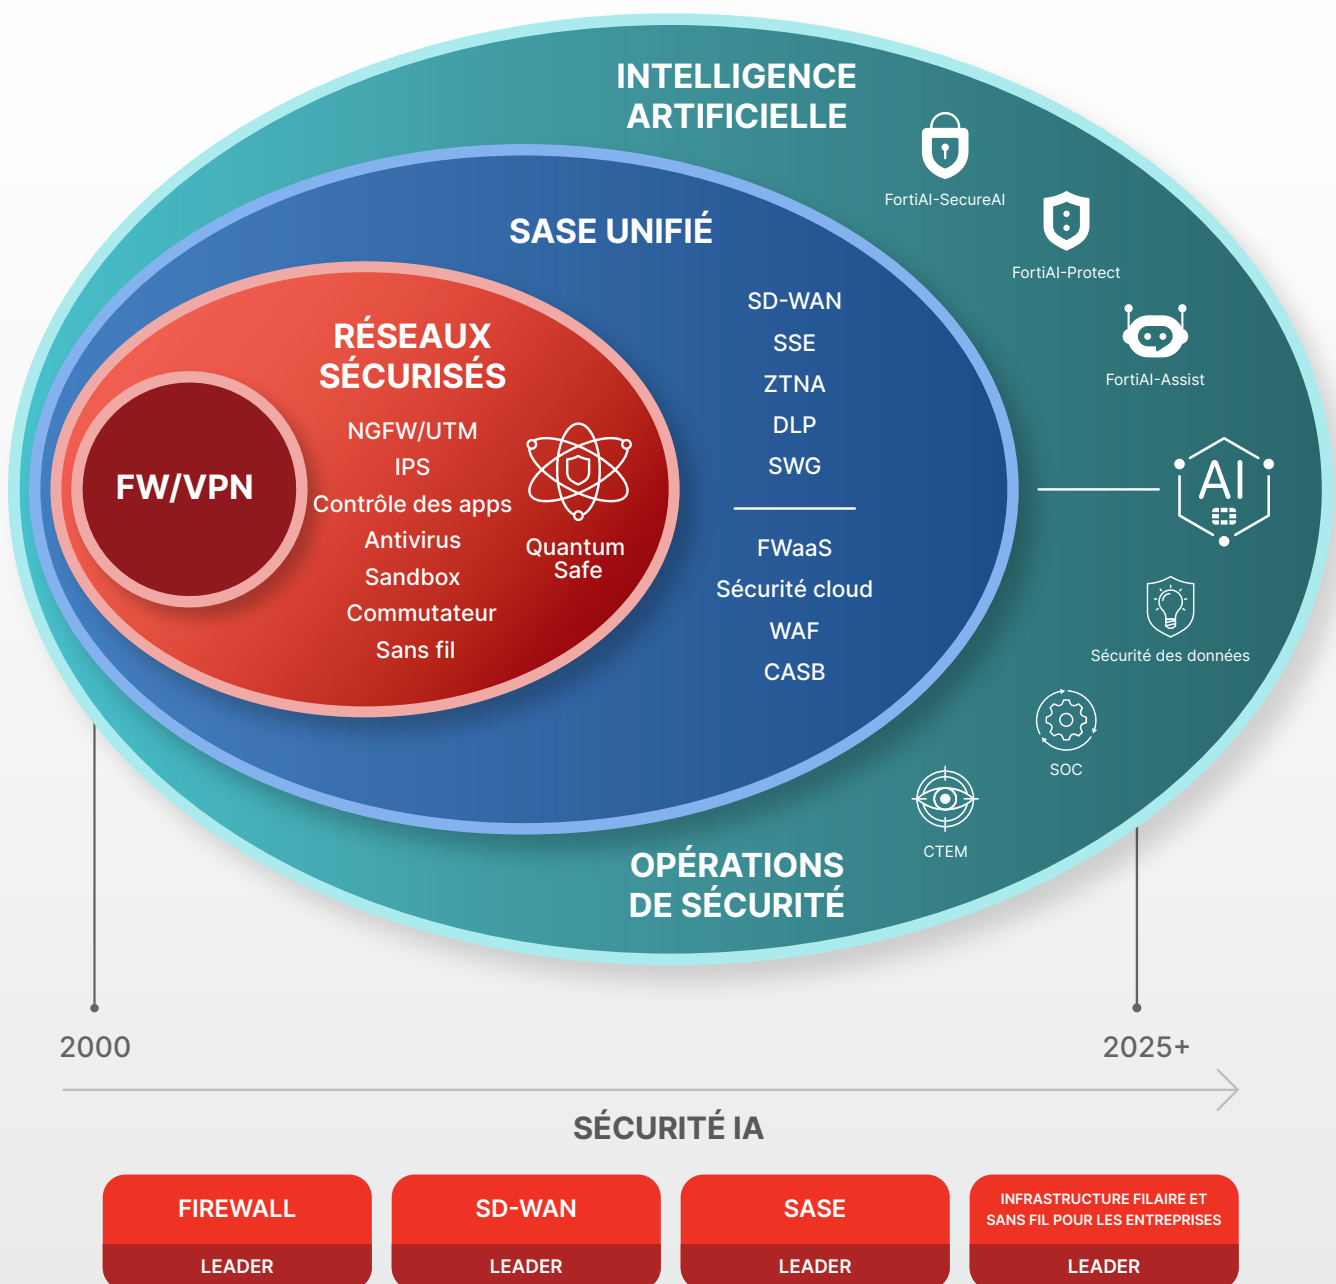 INTELLIGENCE
ARTIFICIELLE
FortiAI-SecureAI
FortiAI-Protect
FortiAI-Assist
AI
Sécurité des données
SOC
CTEM
OPÉRATIONS
DE SÉCURITÉ
SASE UNIFIÉ
SD-WAN
SSE
ZTNA
DLP
SWG
FWaaS
Sécurité cloud
WAF
CASB
RÉSEAUX
SÉCURISÉS
NGFW/UTM
IPS
Contrôle des apps
Antivirus
Sandbox
Commutateur
Sans fil
Quantum
Safe
FW/VPN
2000
2025+
SÉCURITÉ IA
FIREWALL
LEADER
SD-WAN
LEADER
SASE
LEADER
INFRASTRUCTURE FILAIRE ET
SANS FIL POUR LES ENTREPRISES
LEADER